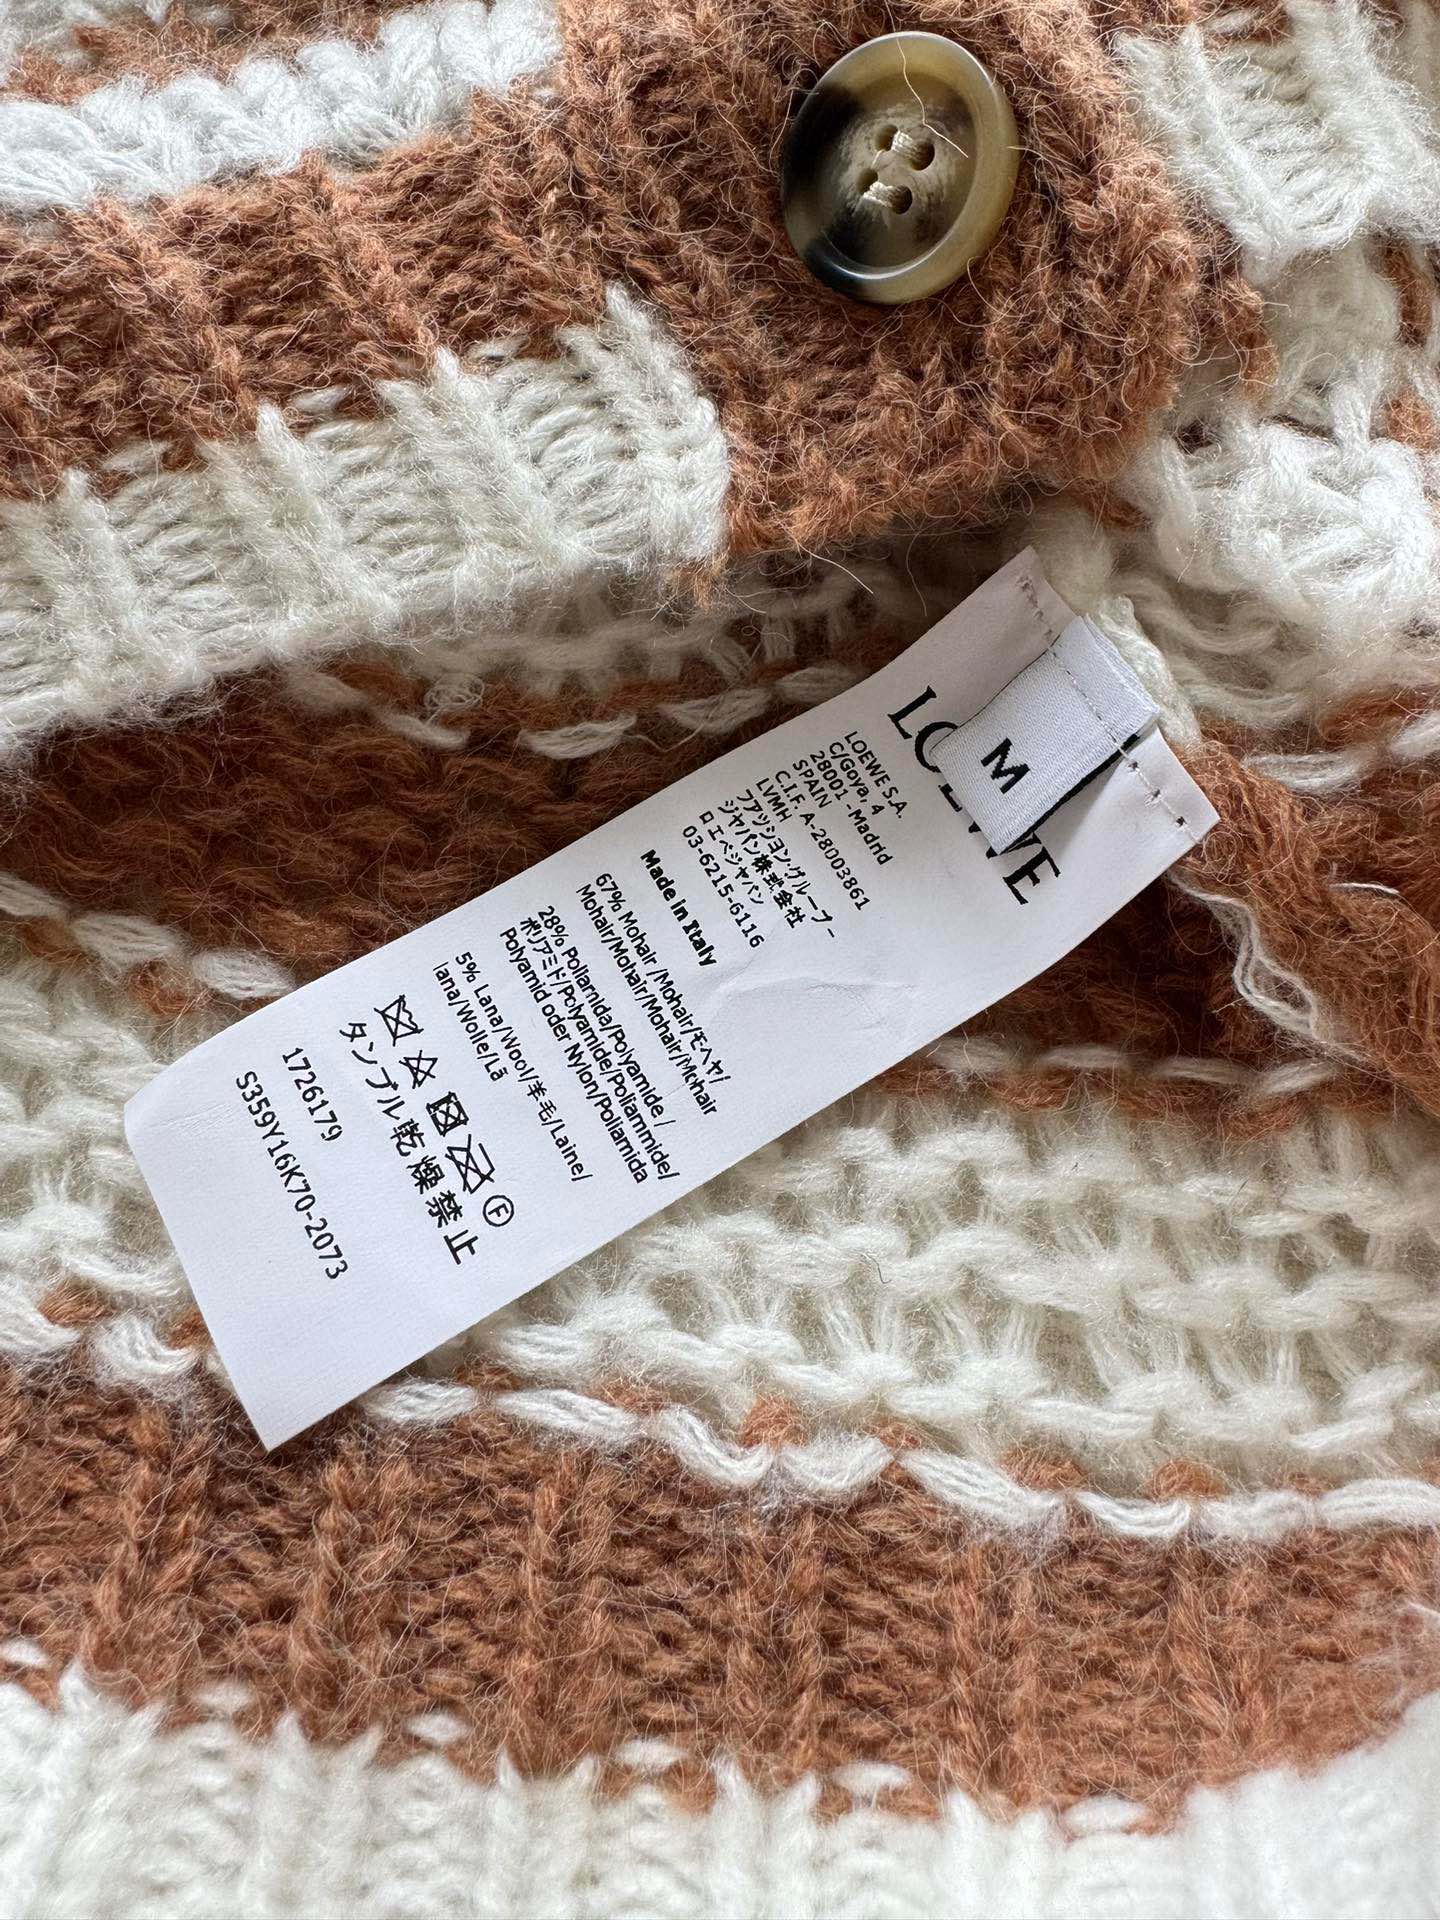 LOEWE
M
LOEWE S.A.
C/Goya, 4
28001 -Madrid
SPAIN
C.I.F. A-28003861
LVMH
ファッション・グループ -
ジャパン株式会社
ロエベジャパン
03-6215-6116
Made in Italy
67% Mohair /Mohair/モヘヤ/
Mohair/Mohair/Mohair/Mohair
28% Poliamida/Polyamide /
ポリアミド/Polyamide/Poliammide/
Polyamid oder Nylon/Poliamida
5% Lana/Wool/羊毛/Laine/
lana/Wolle/Lã
F
タンブル乾燥禁止
1726179
S359Y16K70-2073